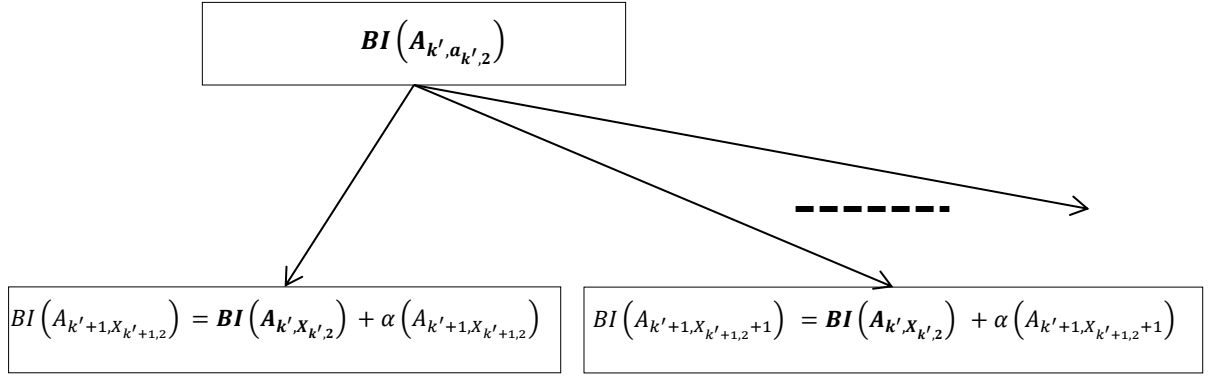 BI(A_{k′,a_{k′,2}})
BI(A_{k′+1,X_{k′+1,2}}) = BI(A_{k′,X_{k′,2}}) + α(A_{k′+1,X_{k′+1,2}})
BI(A_{k′+1,X_{k′+1,2}+1}) = BI(A_{k′,X_{k′,2}}) + α(A_{k′+1,X_{k′+1,2}+1})